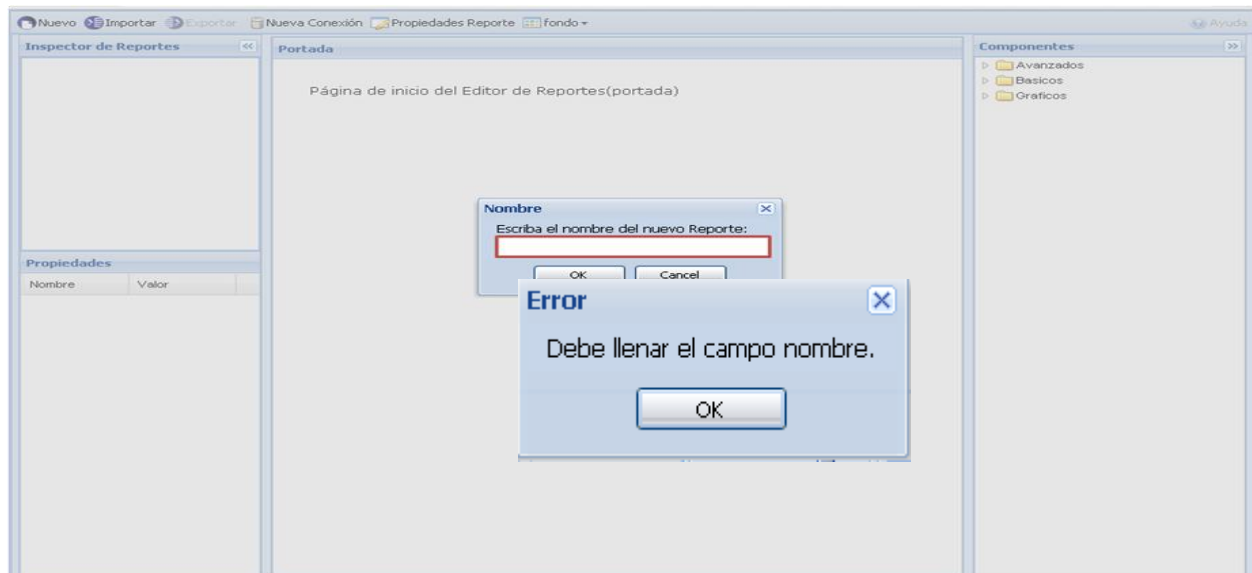 Nuevo Importar Exportar Nueva Conexión Propiedades Reporte fondo Ayuda
Inspector de Reportes
Portada
Componentes
Página de inicio del Editor de Reportes(portada)
Avanzados
Basicos
Graficos
Nombre
Escriba el nombre del nuevo Reporte:
OK Cancel
Propiedades
Nombre Valor
Error
Debe llenar el campo nombre.
OK